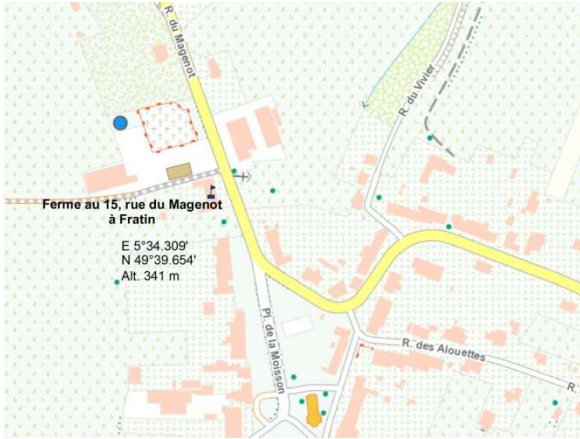 R. du Magenot
R. du Vivier
Ferme au 15, rue du Magenot
à Fratin
E 5°34.309'
N 49°39.654'
Alt. 341 m
Pl. de la Moisson
R. des Alouettes
R.